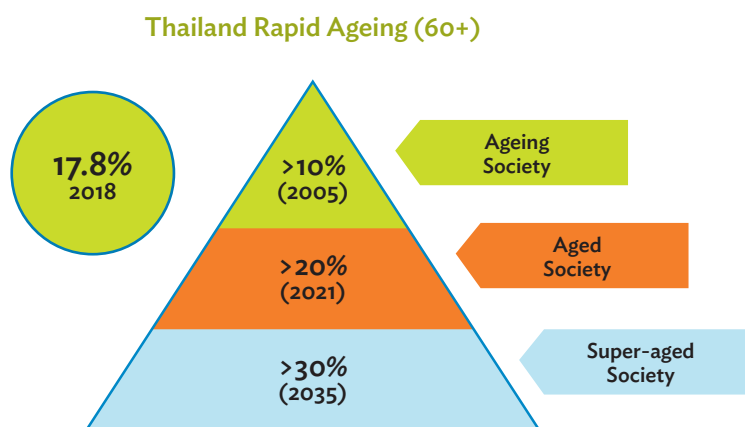 Thailand Rapid Ageing (60+)
17.8%
2018
>10%
(2005)
Ageing
Society
>20%
(2021)
Aged
Society
>30%
(2035)
Super-aged
Society